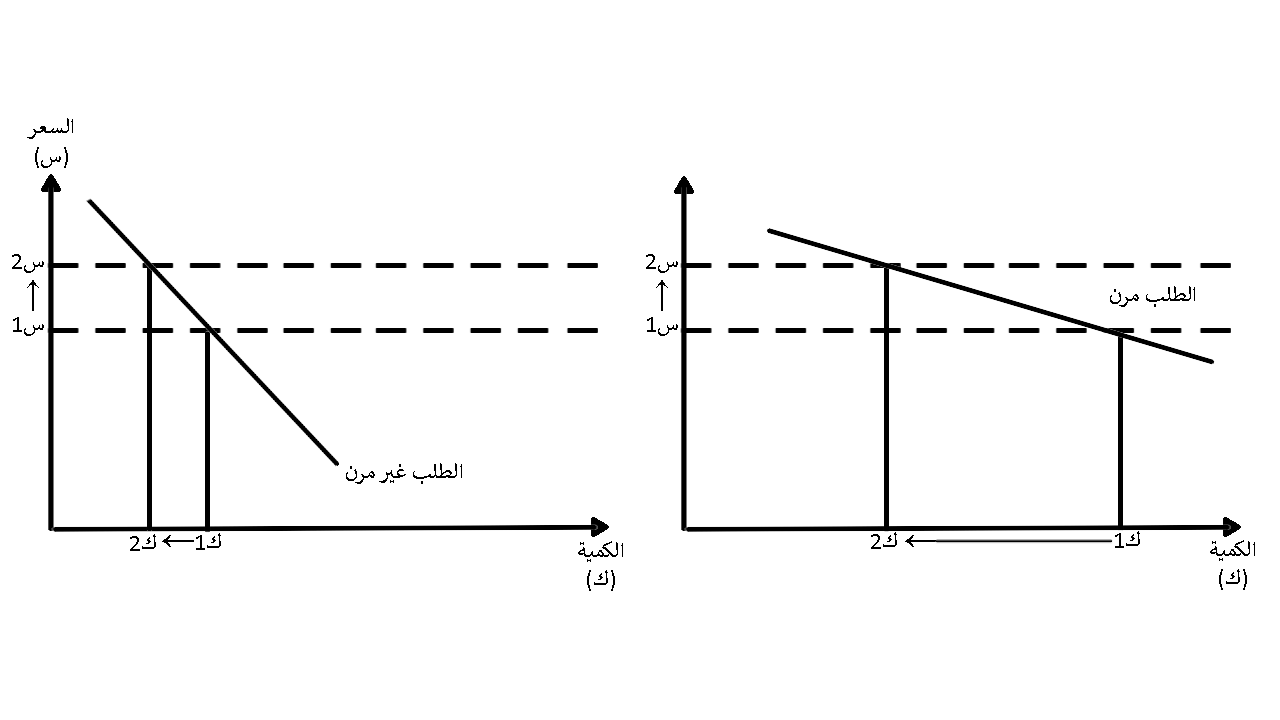 السعر
(س)
س2
س1
الطلب غير مرن
ك2
ك1
الكمية
(ك)
س2
س1
الطلب مرن
ك2
ك1
الكمية
(ك)